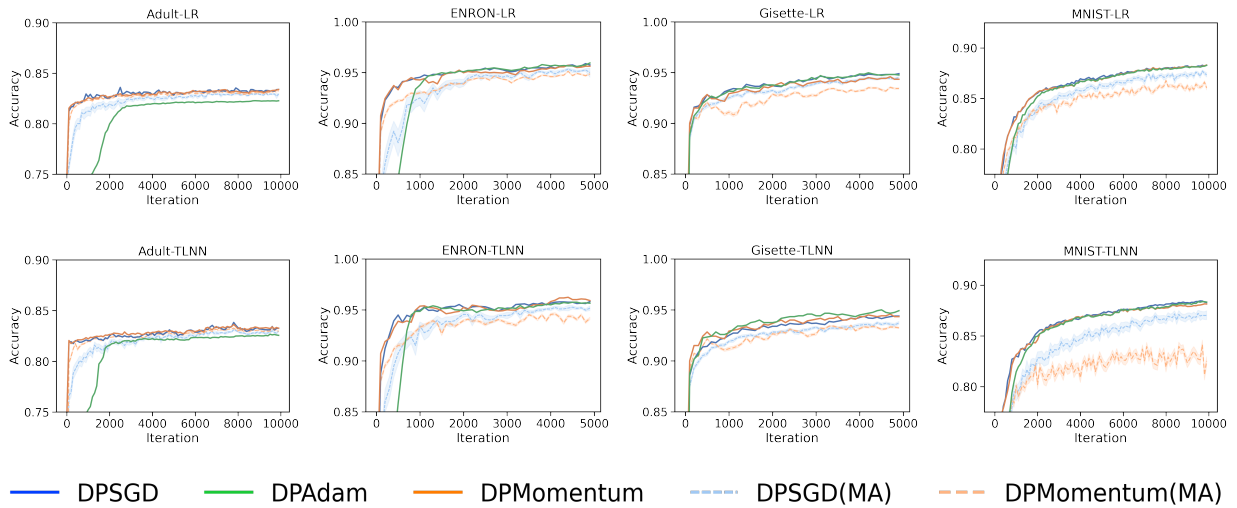 Adult-LR
ENRON-LR
Gisette-LR
MNIST-LR
Accuracy
0.90
0.85
0.80
0.75
0 2000 4000 6000 8000 10000
Iteration
Accuracy
1.00
0.95
0.90
0.85
0 1000 2000 3000 4000 5000
Iteration
Accuracy
1.00
0.95
0.90
0.85
0 1000 2000 3000 4000 5000
Iteration
Accuracy
0.90
0.85
0.80
0 2000 4000 6000 8000 10000
Iteration
Adult-TLNN
ENRON-TLNN
Gisette-TLNN
MNIST-TLNN
Accuracy
0.90
0.85
0.80
0.75
0 2000 4000 6000 8000 10000
Iteration
Accuracy
1.00
0.95
0.90
0.85
0 1000 2000 3000 4000 5000
Iteration
Accuracy
1.00
0.95
0.90
0.85
0 1000 2000 3000 4000 5000
Iteration
Accuracy
0.90
0.85
0.80
0 2000 4000 6000 8000 10000
Iteration
DPSGD DPAdam DPMomentum DPSGD(MA) DPMomentum(MA)